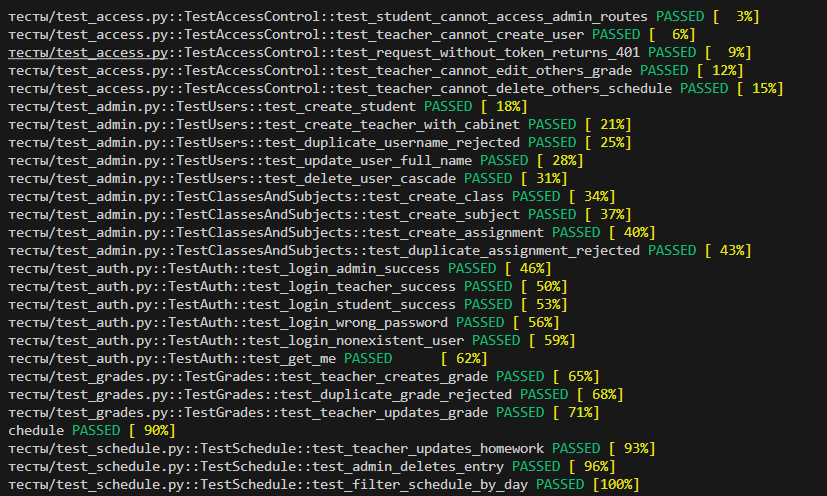 тесты/test_access.py::TestAccessControl::test_student_cannot_access_admin_routes PASSED [  3%]
тесты/test_access.py::TestAccessControl::test_teacher_cannot_create_user PASSED [  6%]
тесты/test_access.py::TestAccessControl::test_request_without_token_returns_401 PASSED [  9%]
тесты/test_access.py::TestAccessControl::test_teacher_cannot_edit_others_grade PASSED [ 12%]
тесты/test_access.py::TestAccessControl::test_teacher_cannot_delete_others_schedule PASSED [ 15%]
тесты/test_admin.py::TestUsers::test_create_student PASSED [ 18%]
тесты/test_admin.py::TestUsers::test_create_teacher_with_cabinet PASSED [ 21%]
тесты/test_admin.py::TestUsers::test_duplicate_username_rejected PASSED [ 25%]
тесты/test_admin.py::TestUsers::test_update_user_full_name PASSED [ 28%]
тесты/test_admin.py::TestUsers::test_delete_user_cascade PASSED [ 31%]
тесты/test_admin.py::TestClassesAndSubjects::test_create_class PASSED [ 34%]
тесты/test_admin.py::TestClassesAndSubjects::test_create_subject PASSED [ 37%]
тесты/test_admin.py::TestClassesAndSubjects::test_create_assignment PASSED [ 40%]
тесты/test_admin.py::TestClassesAndSubjects::test_duplicate_assignment_rejected PASSED [ 43%]
тесты/test_auth.py::TestAuth::test_login_admin_success PASSED [ 46%]
тесты/test_auth.py::TestAuth::test_login_teacher_success PASSED [ 50%]
тесты/test_auth.py::TestAuth::test_login_student_success PASSED [ 53%]
тесты/test_auth.py::TestAuth::test_login_wrong_password PASSED [ 56%]
тесты/test_auth.py::TestAuth::test_login_nonexistent_user PASSED [ 59%]
тесты/test_auth.py::TestAuth::test_get_me PASSED      [ 62%]
тесты/test_grades.py::TestGrades::test_teacher_creates_grade PASSED [ 65%]
тесты/test_grades.py::TestGrades::test_duplicate_grade_rejected PASSED [ 68%]
тесты/test_grades.py::TestGrades::test_teacher_updates_grade PASSED [ 71%]
chedule PASSED [ 90%]
тесты/test_schedule.py::TestSchedule::test_teacher_updates_homework PASSED [ 93%]
тесты/test_schedule.py::TestSchedule::test_admin_deletes_entry PASSED [ 96%]
тесты/test_schedule.py::TestSchedule::test_filter_schedule_by_day PASSED [100%]